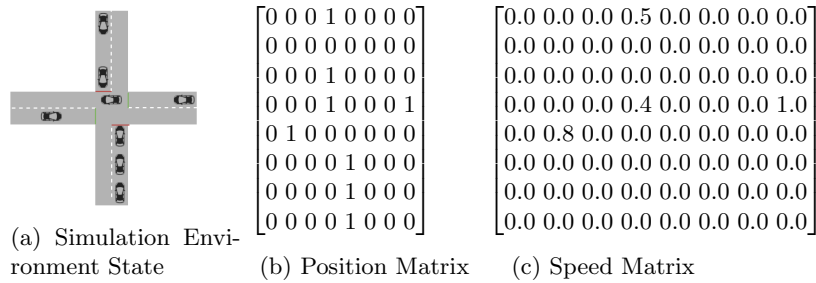 0 0 0 1 0 0 0 0
0 0 0 0 0 0 0 0
0 0 0 1 0 0 0 0
0 0 0 1 0 0 0 1
0 1 0 0 0 0 0 0
0 0 0 0 1 0 0 0
0 0 0 0 1 0 0 0
0 0 0 0 1 0 0 0
0.0 0.0 0.0 0.5 0.0 0.0 0.0 0.0
0.0 0.0 0.0 0.0 0.0 0.0 0.0 0.0
0.0 0.0 0.0 0.0 0.0 0.0 0.0 0.0
0.0 0.0 0.0 0.4 0.0 0.0 0.0 1.0
0.0 0.8 0.0 0.0 0.0 0.0 0.0 0.0
0.0 0.0 0.0 0.0 0.0 0.0 0.0 0.0
0.0 0.0 0.0 0.0 0.0 0.0 0.0 0.0
0.0 0.0 0.0 0.0 0.0 0.0 0.0 0.0
(a) Simulation Envi-
ronment State
(b) Position Matrix
(c) Speed Matrix